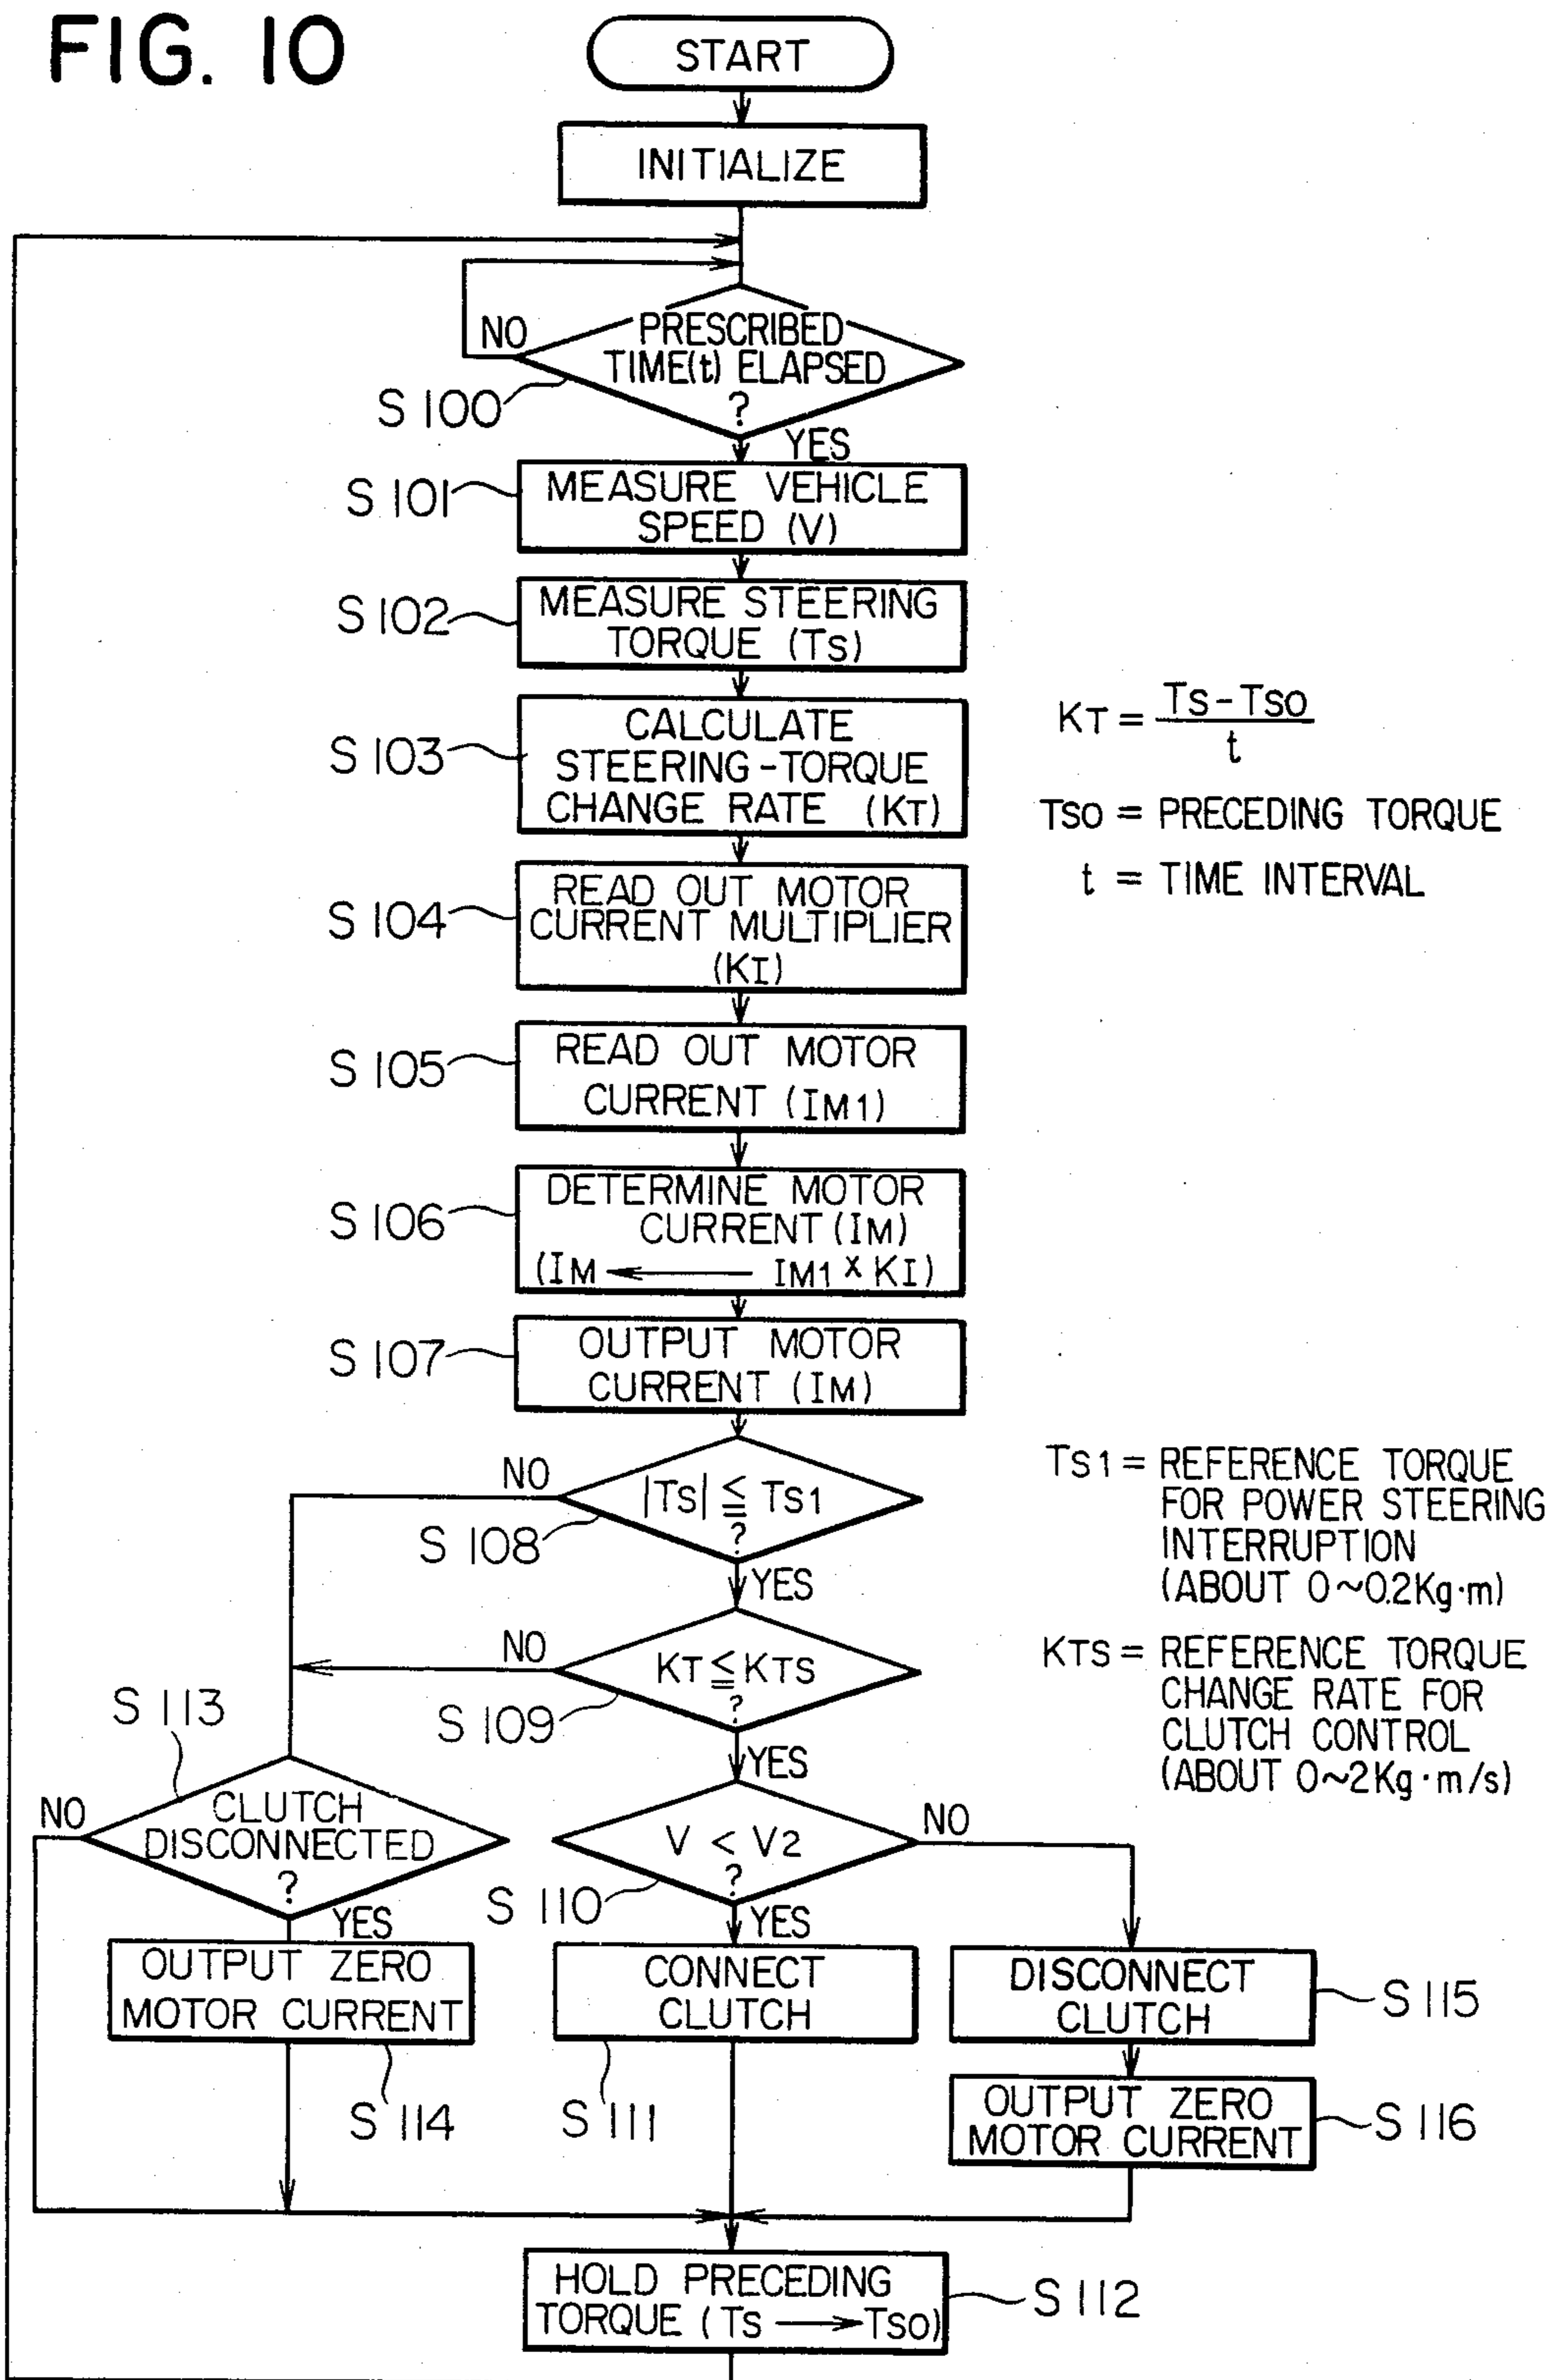 FIG. 10
START
INITIALIZE
NO
PRESCRIBED
TIME(t) ELAPSED
?
S 100
YES
S 101
MEASURE VEHICLE
SPEED (V)
S 102
MEASURE STEERING
TORQUE (Ts)
S 103
CALCULATE
STEERING-TORQUE
CHANGE RATE (KT)
KT = Ts - Tso / t
Tso = PRECEDING TORQUE
t = TIME INTERVAL
S 104
READ OUT MOTOR
CURRENT MULTIPLIER
(KI)
S 105
READ OUT MOTOR
CURRENT (IM1)
S 106
DETERMINE MOTOR
CURRENT (IM)
(IM ← IM1 x KI)
S 107
OUTPUT MOTOR
CURRENT (IM)
NO
|Ts| ≦ Ts1
?
S 108
YES
Ts1 = REFERENCE TORQUE
FOR POWER STEERING
INTERRUPTION
(ABOUT 0~0.2Kg·m)
NO
KT ≦ KTS
?
S 109
YES
KTS = REFERENCE TORQUE
CHANGE RATE FOR
CLUTCH CONTROL
(ABOUT 0~2Kg·m/s)
S 113
NO
CLUTCH
DISCONNECTED
?
YES
V < V2
?
NO
S 110
YES
OUTPUT ZERO
MOTOR CURRENT
S 114
CONNECT
CLUTCH
S 111
DISCONNECT
CLUTCH
S 115
OUTPUT ZERO
MOTOR CURRENT
S 116
HOLD PRECEDING
TORQUE (Ts → Tso)
S 112